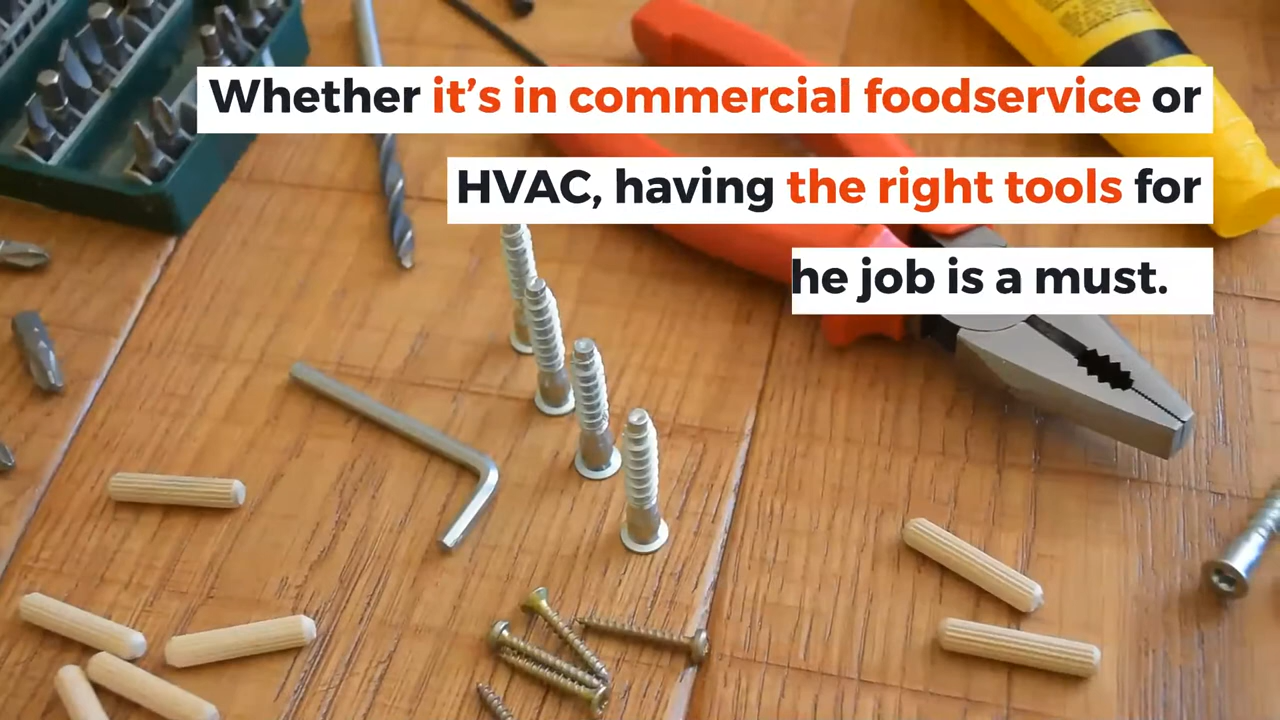 Whether it’s in commercial foodservice or
HVAC, having the right tools for
he job is a must.